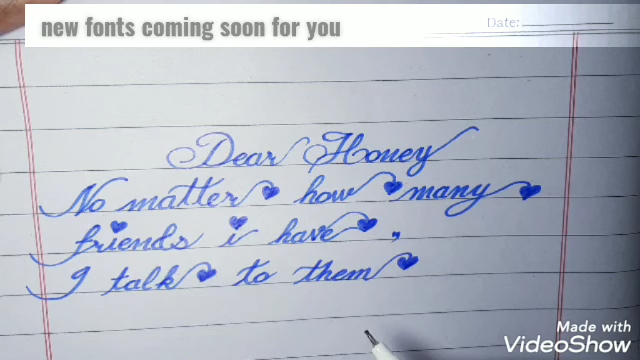 new fonts coming soon for you
Date:
Dear Honey
No matter how many
friends i have ,
I talk to them
Made with
VideoShow